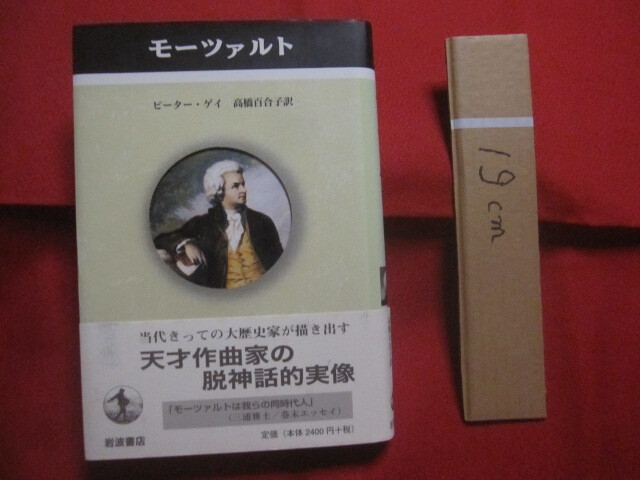 モーツァルト
ピーター・ゲイ 高橋百合子訳
当代きっての大歴史家が描き出す
天才作曲家の
脱神話的実像
「モーツァルトは我らの同時代人」
(三浦雅士/巻末エッセイ)
岩波書店
定価(本体2400円+税)
19cm